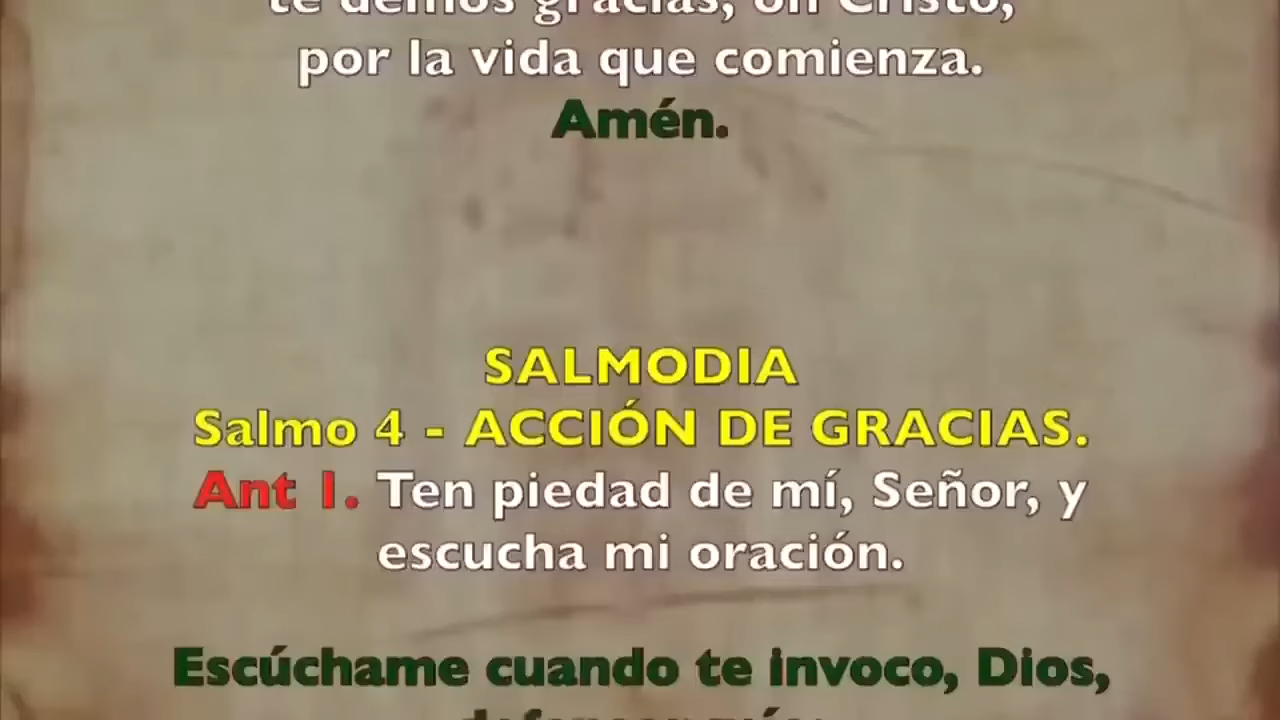 te demos gracias, oh Cristo,
por la vida que comienza.
Amén.
SALMODIA
Salmo 4 - ACCIÓN DE GRACIAS.
Ant 1. Ten piedad de mí, Señor, y
escucha mi oración.
Escúchame cuando te invoco, Dios,